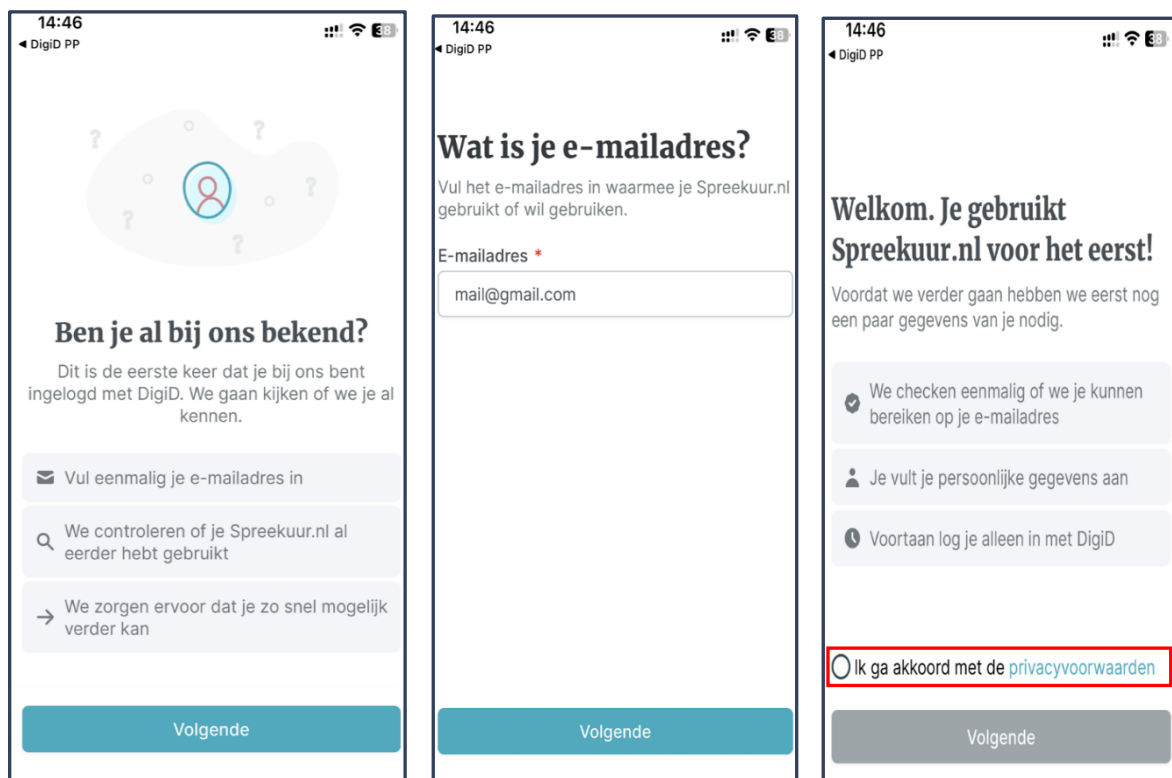 14:46
38
◀ DigiD PP
?
?
?
?
?
Ben je al bij ons bekend?
Dit is de eerste keer dat je bij ons bent
ingelogd met DigiD. We gaan kijken of we je al
kennen.
Vul eenmalig je e-mailadres in
We controleren of je Spreekuur.nl al
eerder hebt gebruikt
We zorgen ervoor dat je zo snel mogelijk
verder kan
Volgende
14:46
38
◀ DigiD PP
Wat is je e-mailadres?
Vul het e-mailadres in waarmee je Spreekuur.nl
gebruikt of wil gebruiken.
E-mailadres *
mail@gmail.com
Volgende
14:46
38
◀ DigiD PP
Welkom. Je gebruikt
Spreekuur.nl voor het eerst!
Voordat we verder gaan hebben we eerst nog
een paar gegevens van je nodig.
We checken eenmalig of we je kunnen
bereiken op je e-mailadres
Je vult je persoonlijke gegevens aan
Voortaan log je alleen in met DigiD
Ik ga akkoord met de privacyvoorwaarden
Volgende